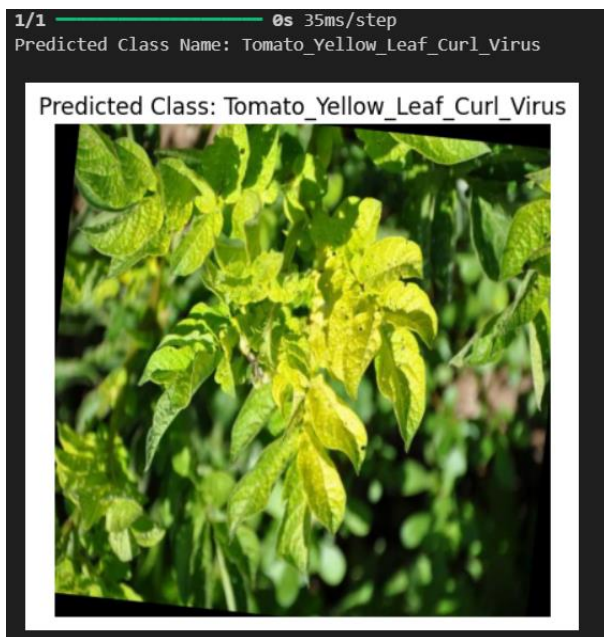 1/1 ━━━━━━━━━━━━━━━━━━━━ 0s 35ms/step
Predicted Class Name: Tomato_Yellow_Leaf_Curl_Virus
Predicted Class: Tomato_Yellow_Leaf_Curl_Virus